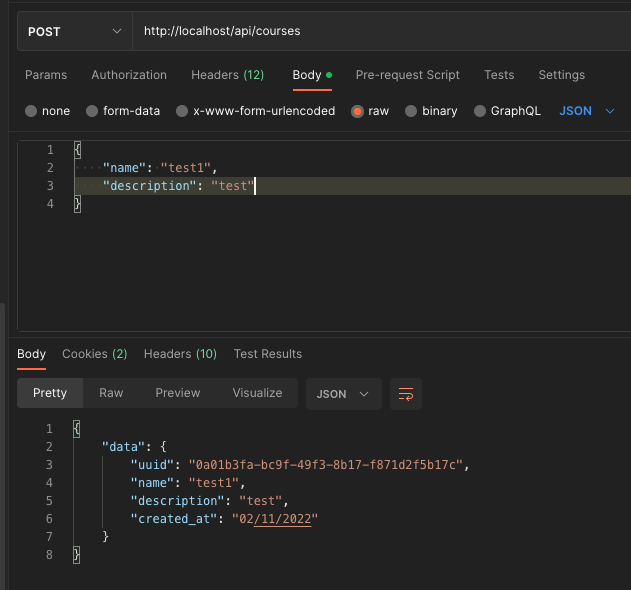 POST http://localhost/api/courses
Params Authorization Headers (12) Body Pre-request Script Tests Settings
none form-data x-www-form-urlencoded raw binary GraphQL JSON
1 {
2 "name": "test1",
3 "description": "test"
4 }
Body Cookies (2) Headers (10) Test Results
Pretty Raw Preview Visualize JSON
1 {
2 "data": {
3 "uuid": "0a01b3fa-bc9f-49f3-8b17-f871d2f5b17c",
4 "name": "test1",
5 "description": "test",
6 "created_at": "02/11/2022"
7 }
8 }